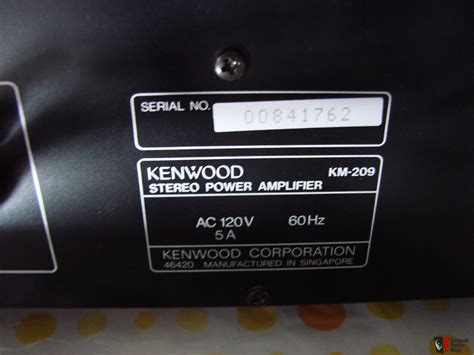 SERIAL NO. 00841762
KENWOOD KM-209
STEREO POWER AMPLIFIER
AC 120V 60Hz
5A
KENWOOD CORPORATION
46420 MANUFACTURED IN SINGAPORE